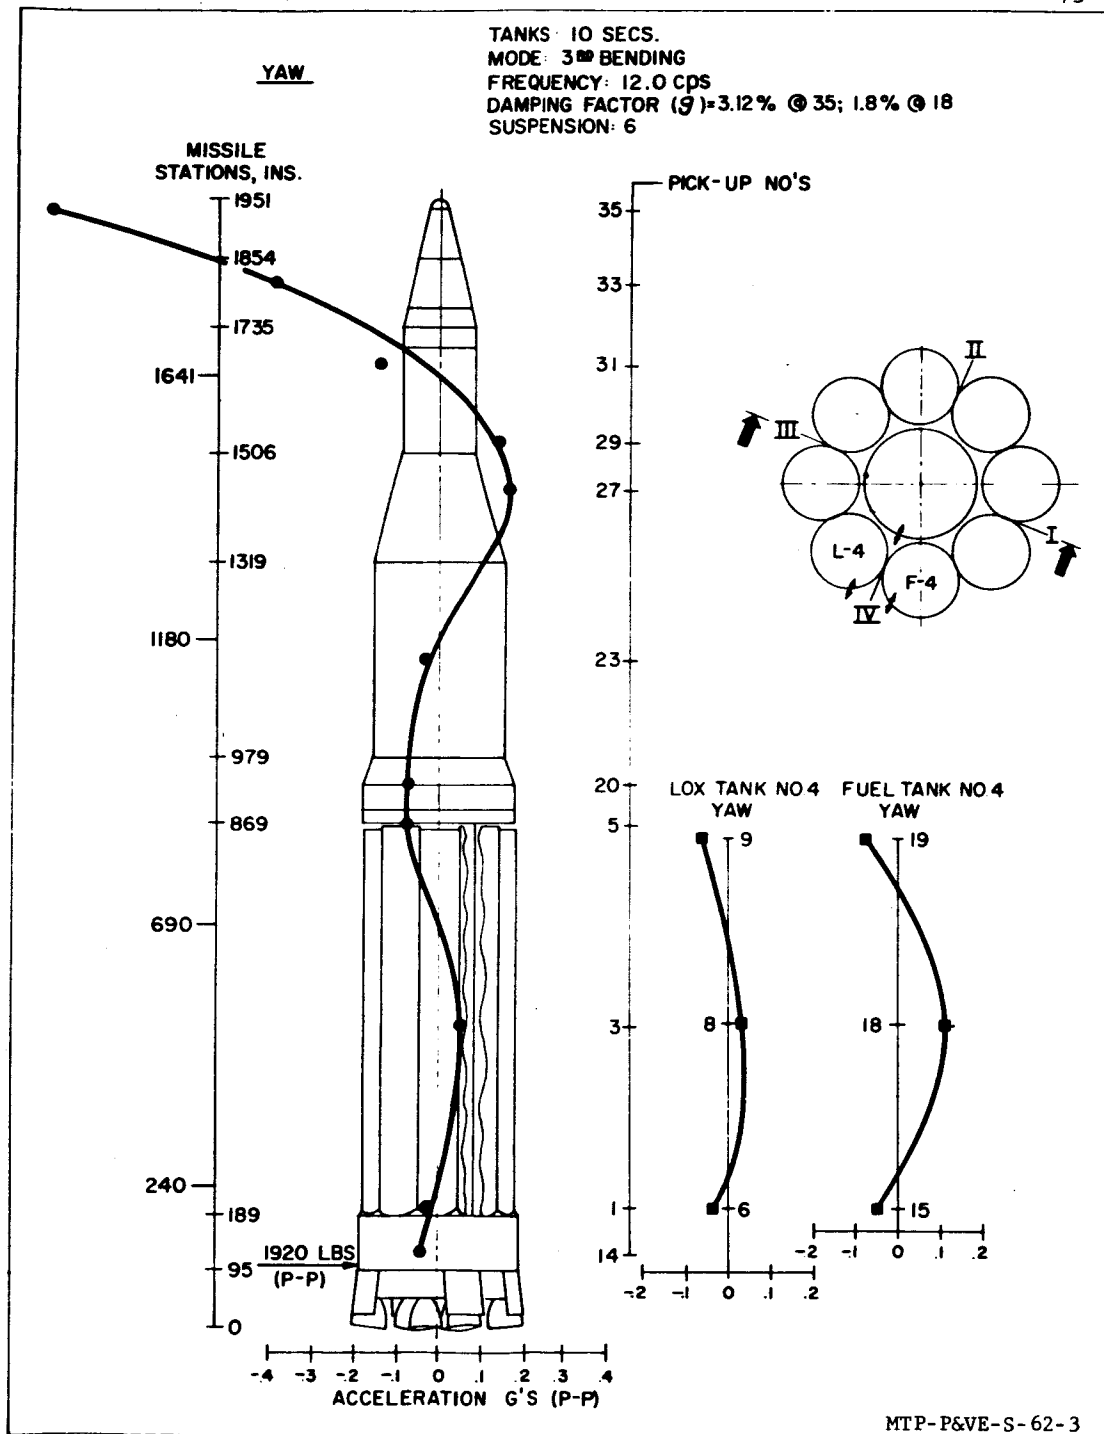 TANKS: 10 SECS.
MODE: 3RD BENDING
FREQUENCY: 12.0 CPS
DAMPING FACTOR (g)=3.12% @ 35; 1.8% @ 18
SUSPENSION: 6
YAW
MISSILE
STATIONS, INS.
1951
1854
1735
1641
1506
1319
1180
979
869
690
240
189
95
0
1920 LBS
(P-P)
-.4 -.3 -.2 -.1 0 .1 0.2 .3 .4
ACCELERATION G'S (P-P)
PICK-UP NO'S
35
33
31
29
27
23
20
5
3
1
14
II
III
I
L-4
F-4
IV
LOX TANK NO.4
YAW
9
8
6
-.2 -.1 0 .1 .2
FUEL TANK NO.4
YAW
19
18
15
-.2 -.1 0 0.1 .2
MTP-P&VE-S-62-3